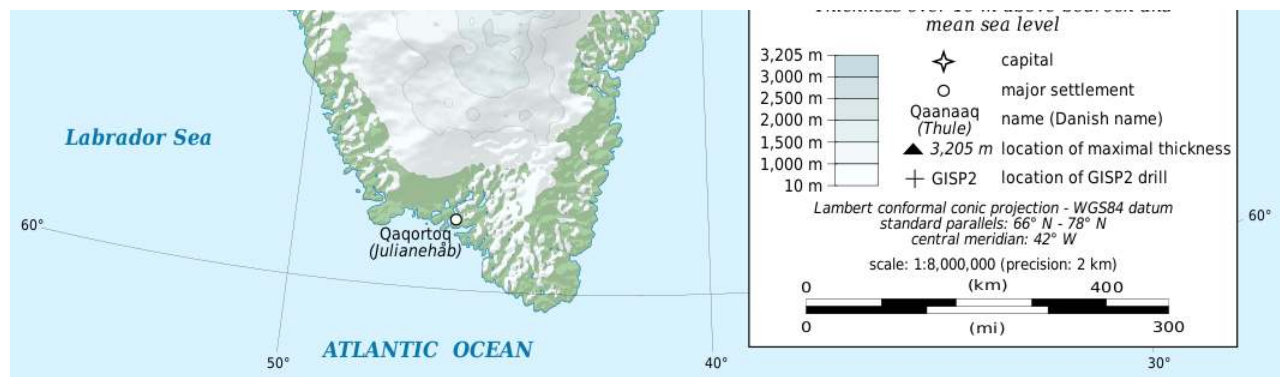 mean sea level
3,205 m
3,000 m
2,500 m
2,000 m
1,500 m
1,000 m
10 m
capital
major settlement
Qaanaaq
(Thule)
name (Danish name)
3,205 m location of maximal thickness
GISP2 location of GISP2 drill
Lambert conformal conic projection - WGS84 datum
standard parallels: 66° N - 78° N
central meridian: 42° W
scale: 1:8,000,000 (precision: 2 km)
0 (km) 400
0 (mi) 300
Labrador Sea
60°
60°
Qaqortoq
(Julianehåb)
ATLANTIC OCEAN
50°
40°
30°